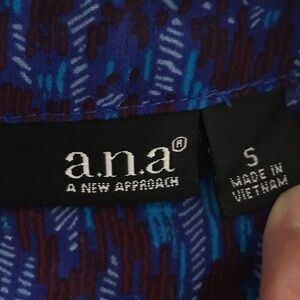 a.n.a®
A NEW APPROACH
S
MADE IN
VIETNAM